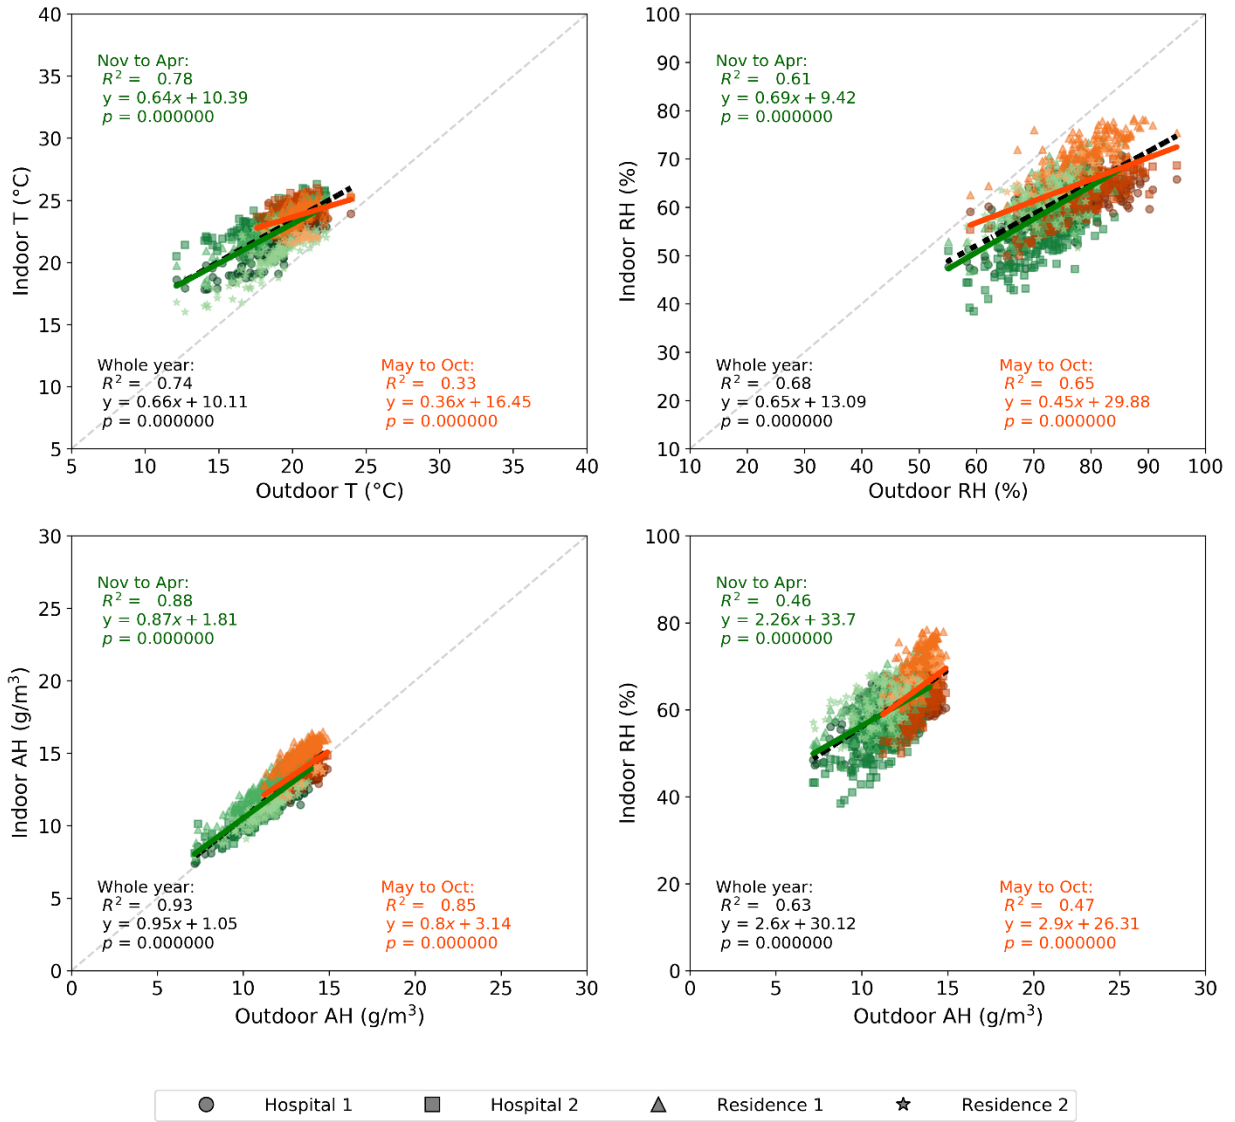 Nov to Apr:
R² = 0.78
y = 0.64x + 10.39
p = 0.000000
Whole year:
R² = 0.74
y = 0.66x + 10.11
p = 0.000000
May to Oct:
R² = 0.33
y = 0.36x + 16.45
p = 0.000000
40
35
30
25
20
15
10
5
Indoor T (°C)
5 10 15 20 25 30 35 40
Outdoor T (°C)
Nov to Apr:
R² = 0.61
y = 0.69x + 9.42
p = 0.000000
Whole year:
R² = 0.68
y = 0.65x + 13.09
p = 0.000000
May to Oct:
R² = 0.65
y = 0.45x + 29.88
p = 0.000000
100
90
80
70
60
50
40
30
20
10
Indoor RH (%)
10 20 30 40 50 60 70 80 90 100
Outdoor RH (%)
Nov to Apr:
R² = 0.88
y = 0.87x + 1.81
p = 0.000000
Whole year:
R² = 0.93
y = 0.95x + 1.05
p = 0.000000
May to Oct:
R² = 0.85
y = 0.8x + 3.14
p = 0.000000
30
25
20
15
10
5
0
Indoor AH (g/m³)
0 5 10 15 20 25 30
Outdoor AH (g/m³)
Nov to Apr:
R² = 0.46
y = 2.26x + 33.7
p = 0.000000
Whole year:
R² = 0.63
y = 2.6x + 30.12
p = 0.000000
May to Oct:
R² = 0.47
y = 2.9x + 26.31
p = 0.000000
100
80
60
40
20
0
Indoor RH (%)
0 5 10 15 20 25 30
Outdoor AH (g/m³)
Hospital 1 Hospital 2 Residence 1 Residence 2